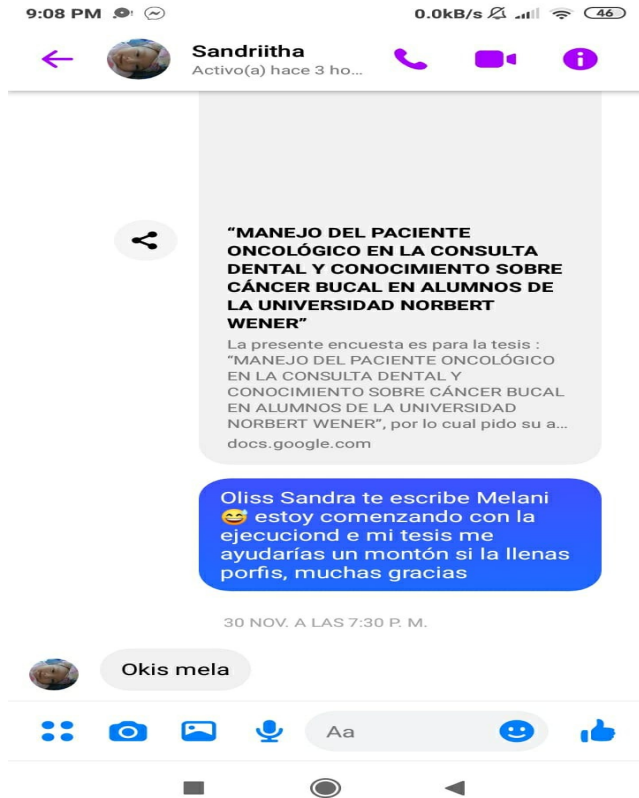 9:08 PM
0.0kB/s
46
Sandriitha
Activo(a) hace 3 ho...
"MANEJO DEL PACIENTE
ONCOLÓGICO EN LA CONSULTA
DENTAL Y CONOCIMIENTO SOBRE
CÁNCER BUCAL EN ALUMNOS DE
LA UNIVERSIDAD NORBERT
WENER"
La presente encuesta es para la tesis :
"MANEJO DEL PACIENTE ONCOLÓGICO
EN LA CONSULTA DENTAL Y
CONOCIMIENTO SOBRE CÁNCER BUCAL
EN ALUMNOS DE LA UNIVERSIDAD
NORBERT WENER", por lo cual pido su a...
docs.google.com
Oliss Sandra te escribe Melani
😅 estoy comenzando con la
ejecuciond e mi tesis me
ayudarías un montón si la llenas
porfis, muchas gracias
30 NOV. A LAS 7:30 P. M.
Okis mela
Aa